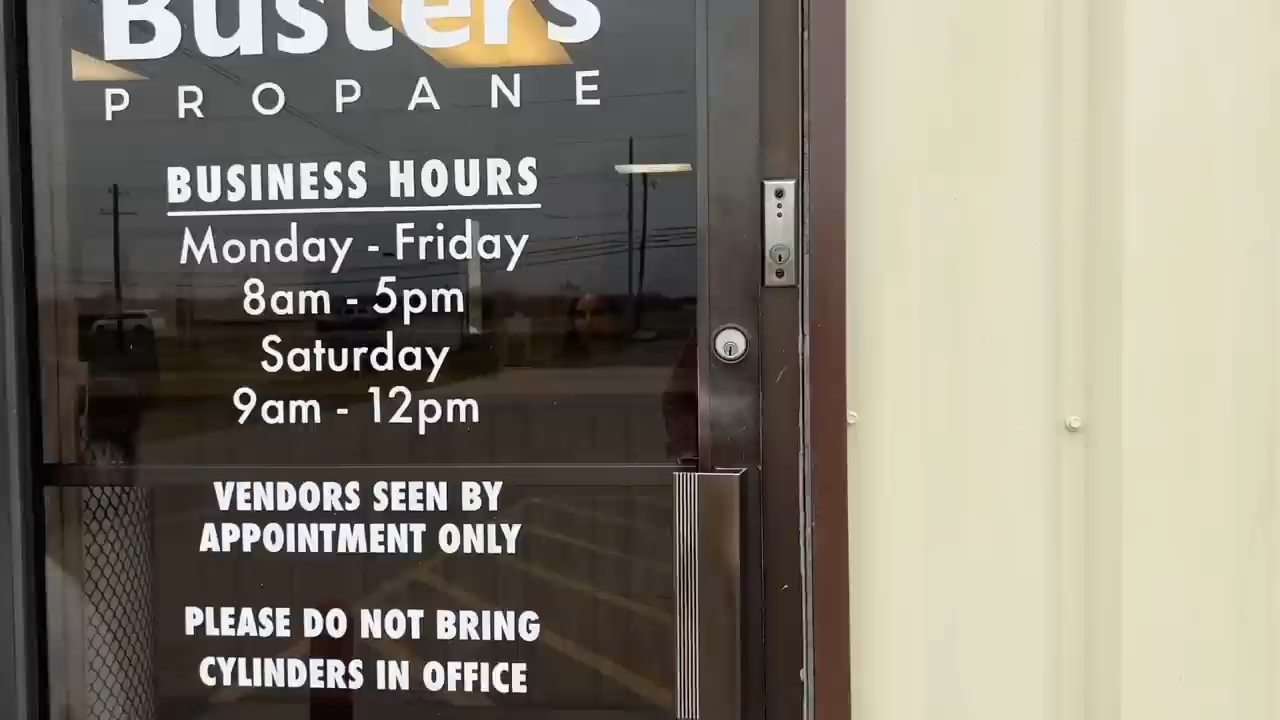 Busters
PROPANE
BUSINESS HOURS
Monday - Friday
8am - 5pm
Saturday
9am - 12pm
VENDORS SEEN BY
APPOINTMENT ONLY
PLEASE DO NOT BRING
CYLINDERS IN OFFICE